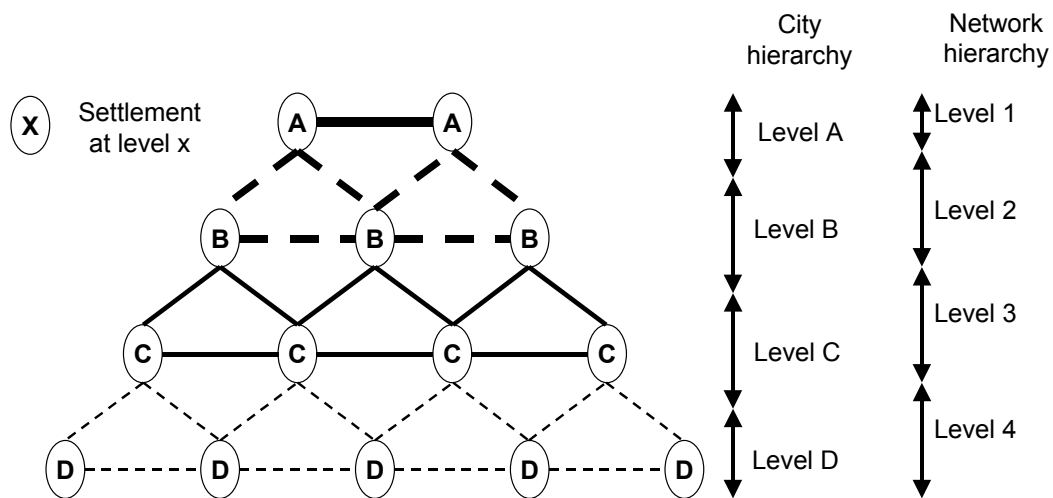 City
hierarchy
Network
hierarchy
X
Settlement
at level x
A A
Level A
Level 1
B B B
Level B
Level 2
C C C C
Level C
Level 3
D D D D D
Level D
Level 4